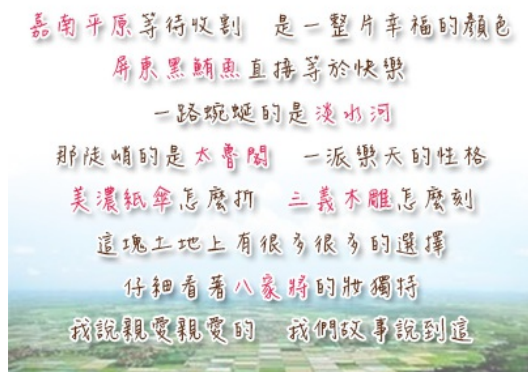 嘉南平原等待收割　是一整片幸福的顏色
屏東黑鮪魚直接等於快樂
一路蜿蜒的是淡水河
那陡峭的是太魯閣　一派樂天的性格
美濃紙傘怎麼折　三義木雕怎麼刻
這塊土地上有很多很多的選擇
仔細看著八家將的妝獨特
我說親愛親愛的　我們故事說到這